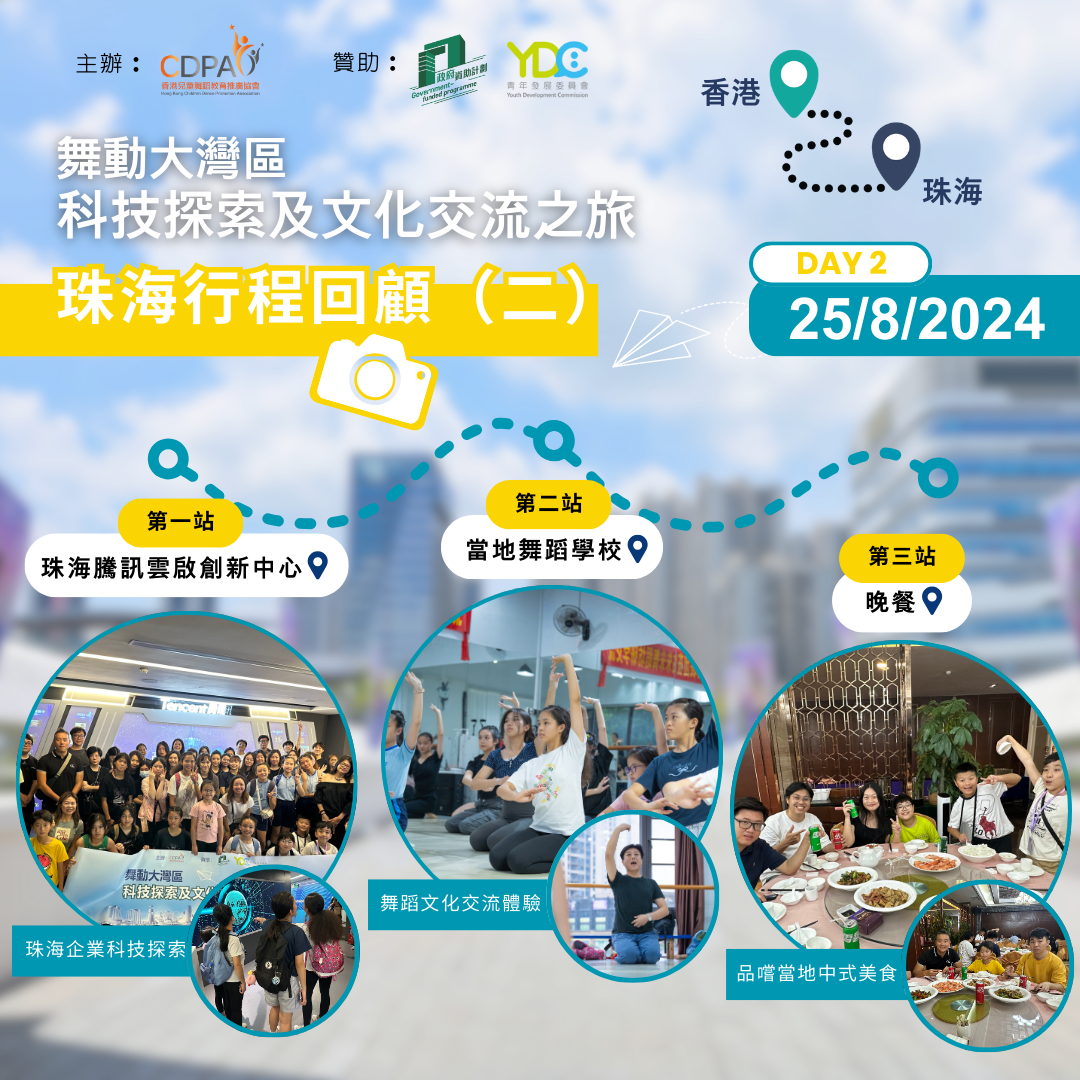 主辦：
CDPA
香港兒童舞蹈教育推廣協會
Hong Kong Children Dance Promotion Association
贊助：
政府資助計劃
Government-
funded programme
YDC
青年發展委員會
Youth Development Commission
香港
珠海
舞動大灣區
科技探索及文化交流之旅
珠海行程回顧（二）
DAY 2
25/8/2024
第一站
珠海騰訊雲啟創新中心
第二站
當地舞蹈學校
第三站
晚餐
Tencent 騰訊
舞動大灣區
科技探索及文化
珠海企業科技探索
舞蹈文化交流體驗
品嚐當地中式美食